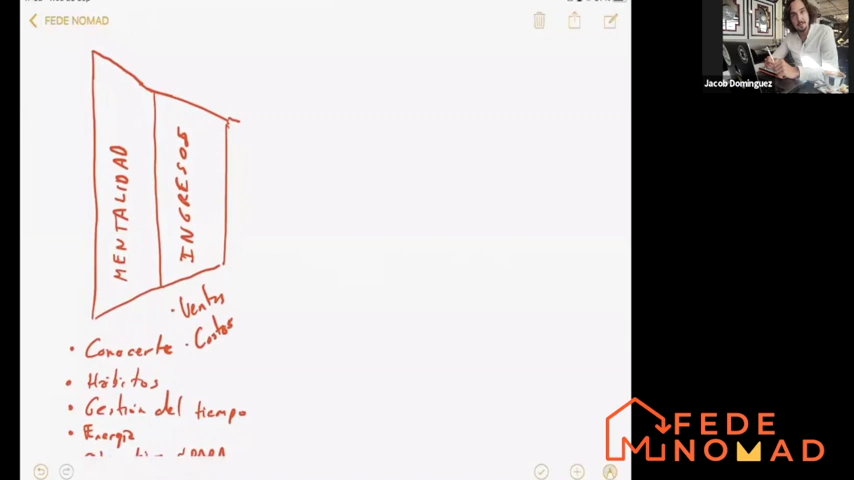 FEDE NOMAD
Jacob Dominguez
MENTALIDAD
INGRESOS
• Ventas
• Costos
• Conocerte
• Hábitos
• Gestión del tiempo
• Energía
FEDE
NOMAD